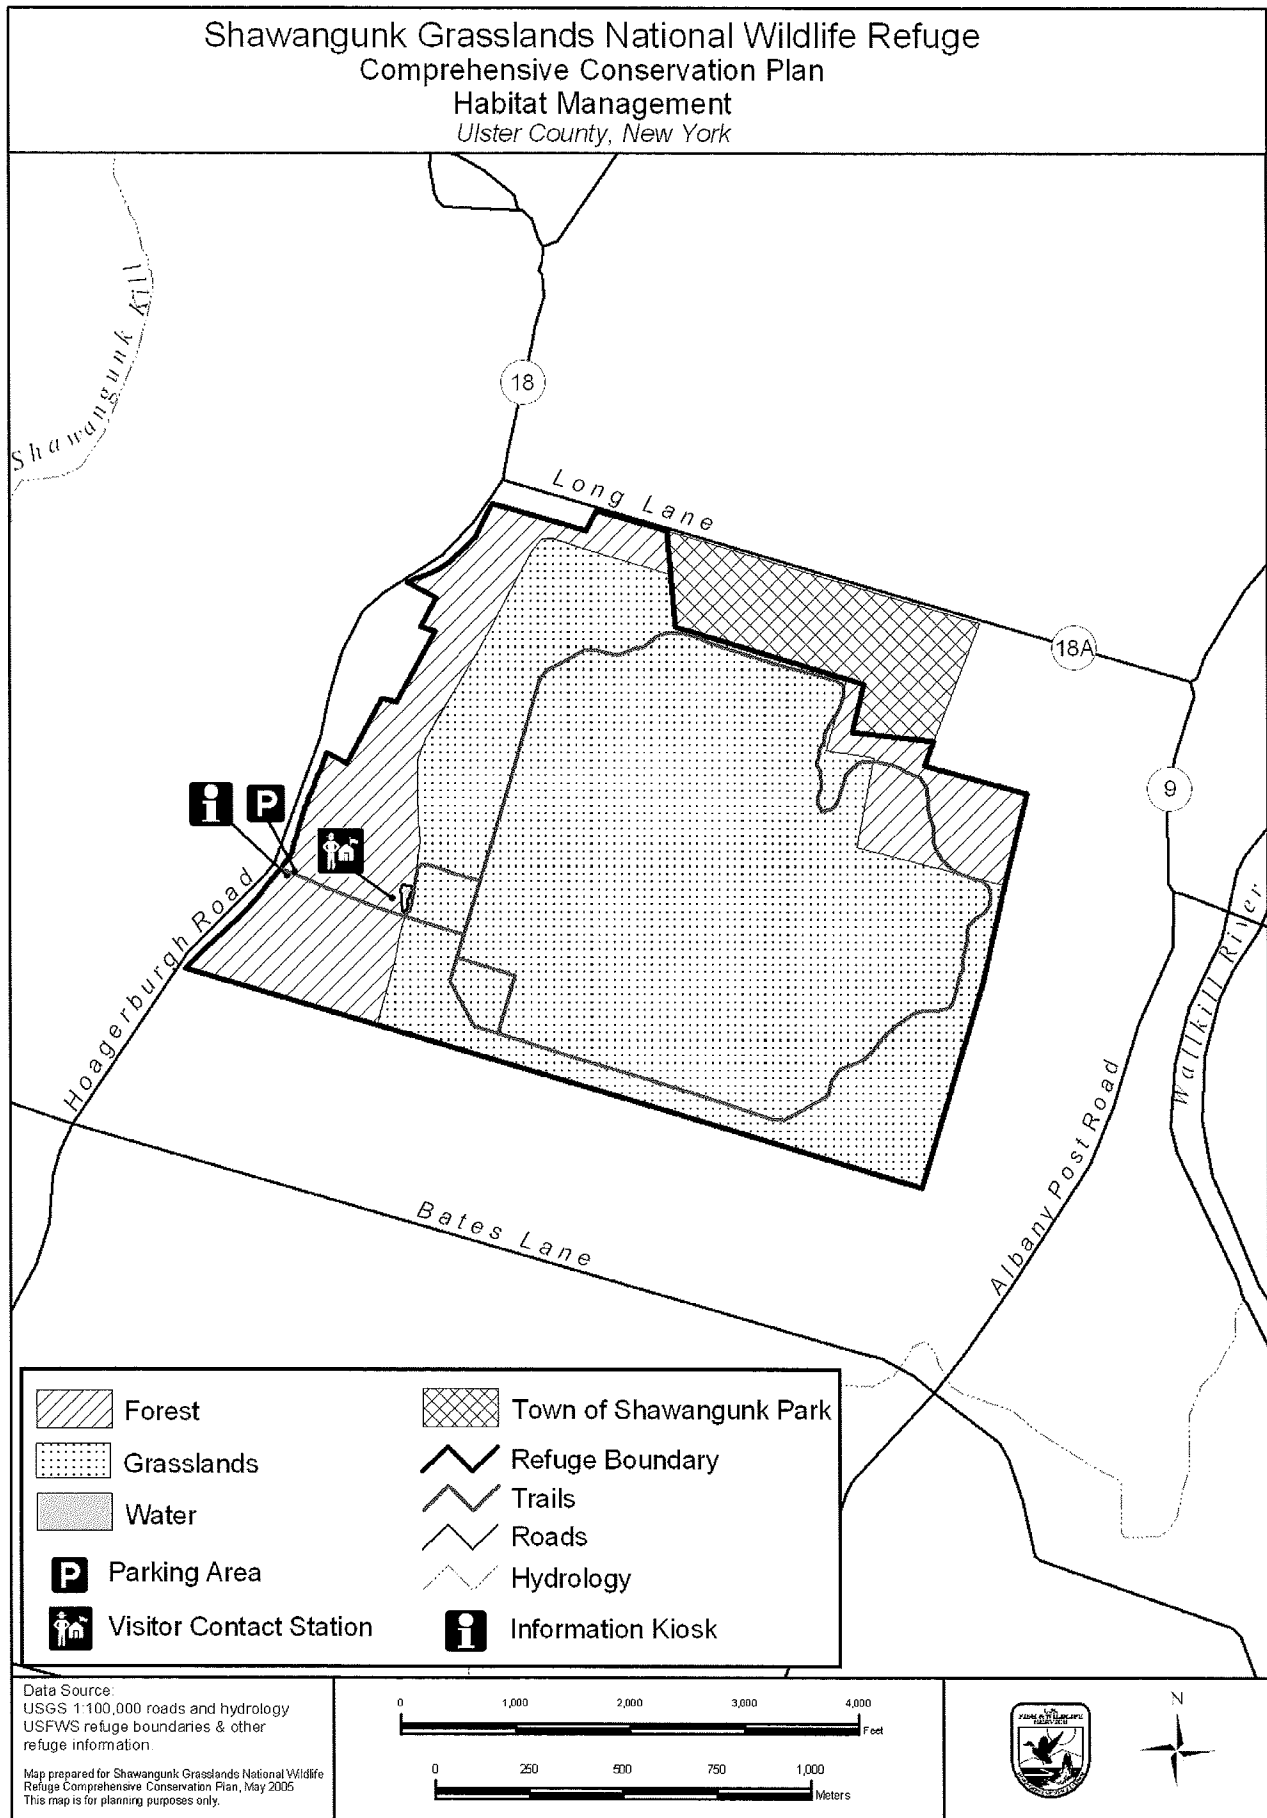 Shawangunk Grasslands National Wildlife Refuge
Comprehensive Conservation Plan
Habitat Management
Ulster County, New York
Shawangunk Kill
18
Long Lane
18A
9
i
P
Hoagerburgh Road
Wallkill River
Albany Post Road
Bates Lane
Forest
Grasslands
Water
P Parking Area
Visitor Contact Station
Town of Shawangunk Park
Refuge Boundary
Trails
Roads
Hydrology
i Information Kiosk
Data Source:
USGS 1:100,000 roads and hydrology
USFWS refuge boundaries & other
refuge information.
Map prepared for Shawangunk Grasslands National Wildlife
Refuge Comprehensive Conservation Plan, May 2005
This map is for planning purposes only.
0 1,000 2,000 3,000 4,000
Feet
0 250 500 750 1,000
Meters
U.S.
FISH & WILDLIFE
SERVICE
N